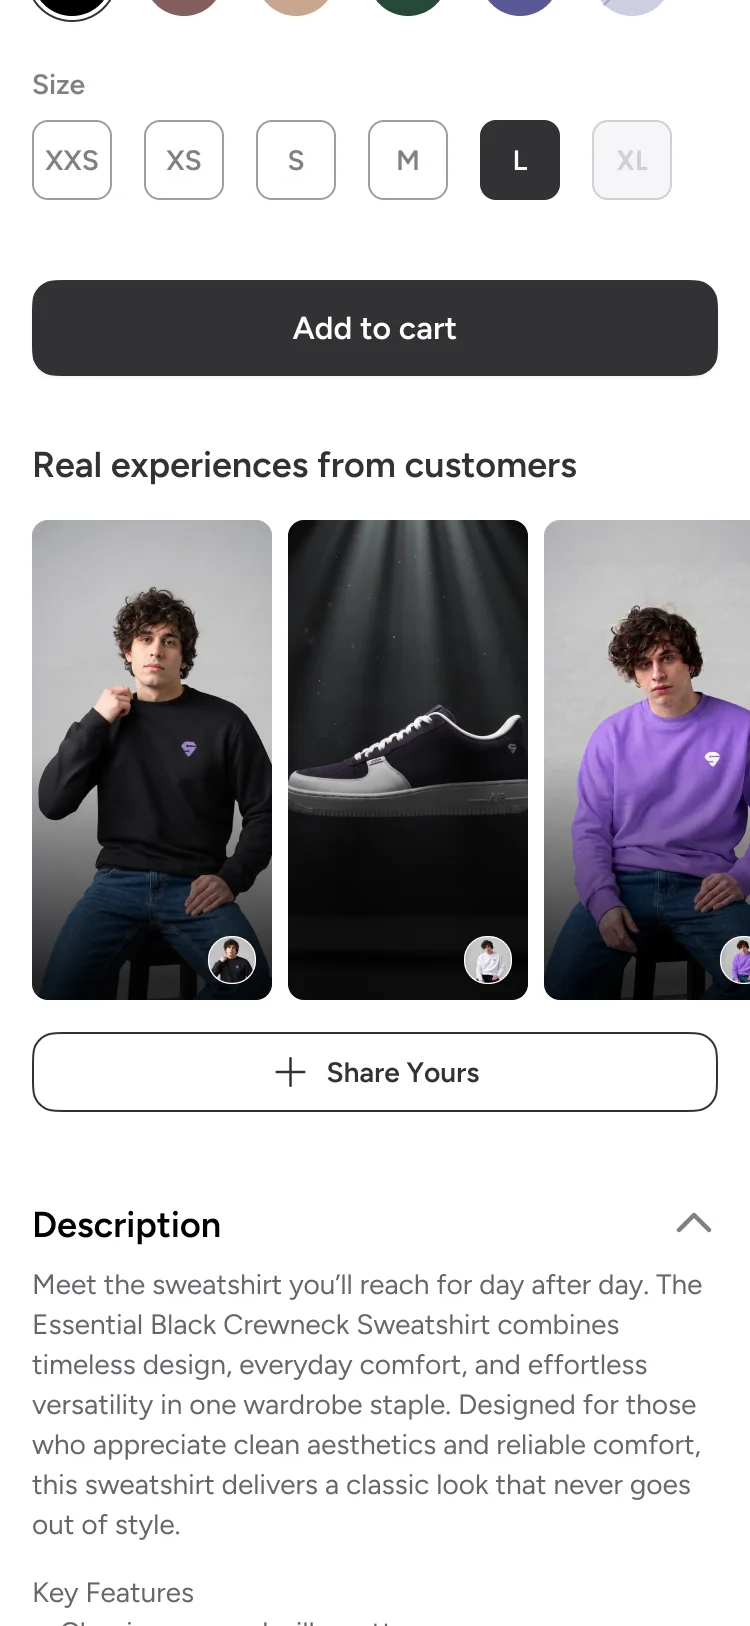 Size
XXS XS S M L XL
Add to cart
Real experiences from customers
Share Yours
Description
Meet the sweatshirt you’ll reach for day after day. The
Essential Black Crewneck Sweatshirt combines
timeless design, everyday comfort, and effortless
versatility in one wardrobe staple. Designed for those
who appreciate clean aesthetics and reliable comfort,
this sweatshirt delivers a classic look that never goes
out of style.
Key Features